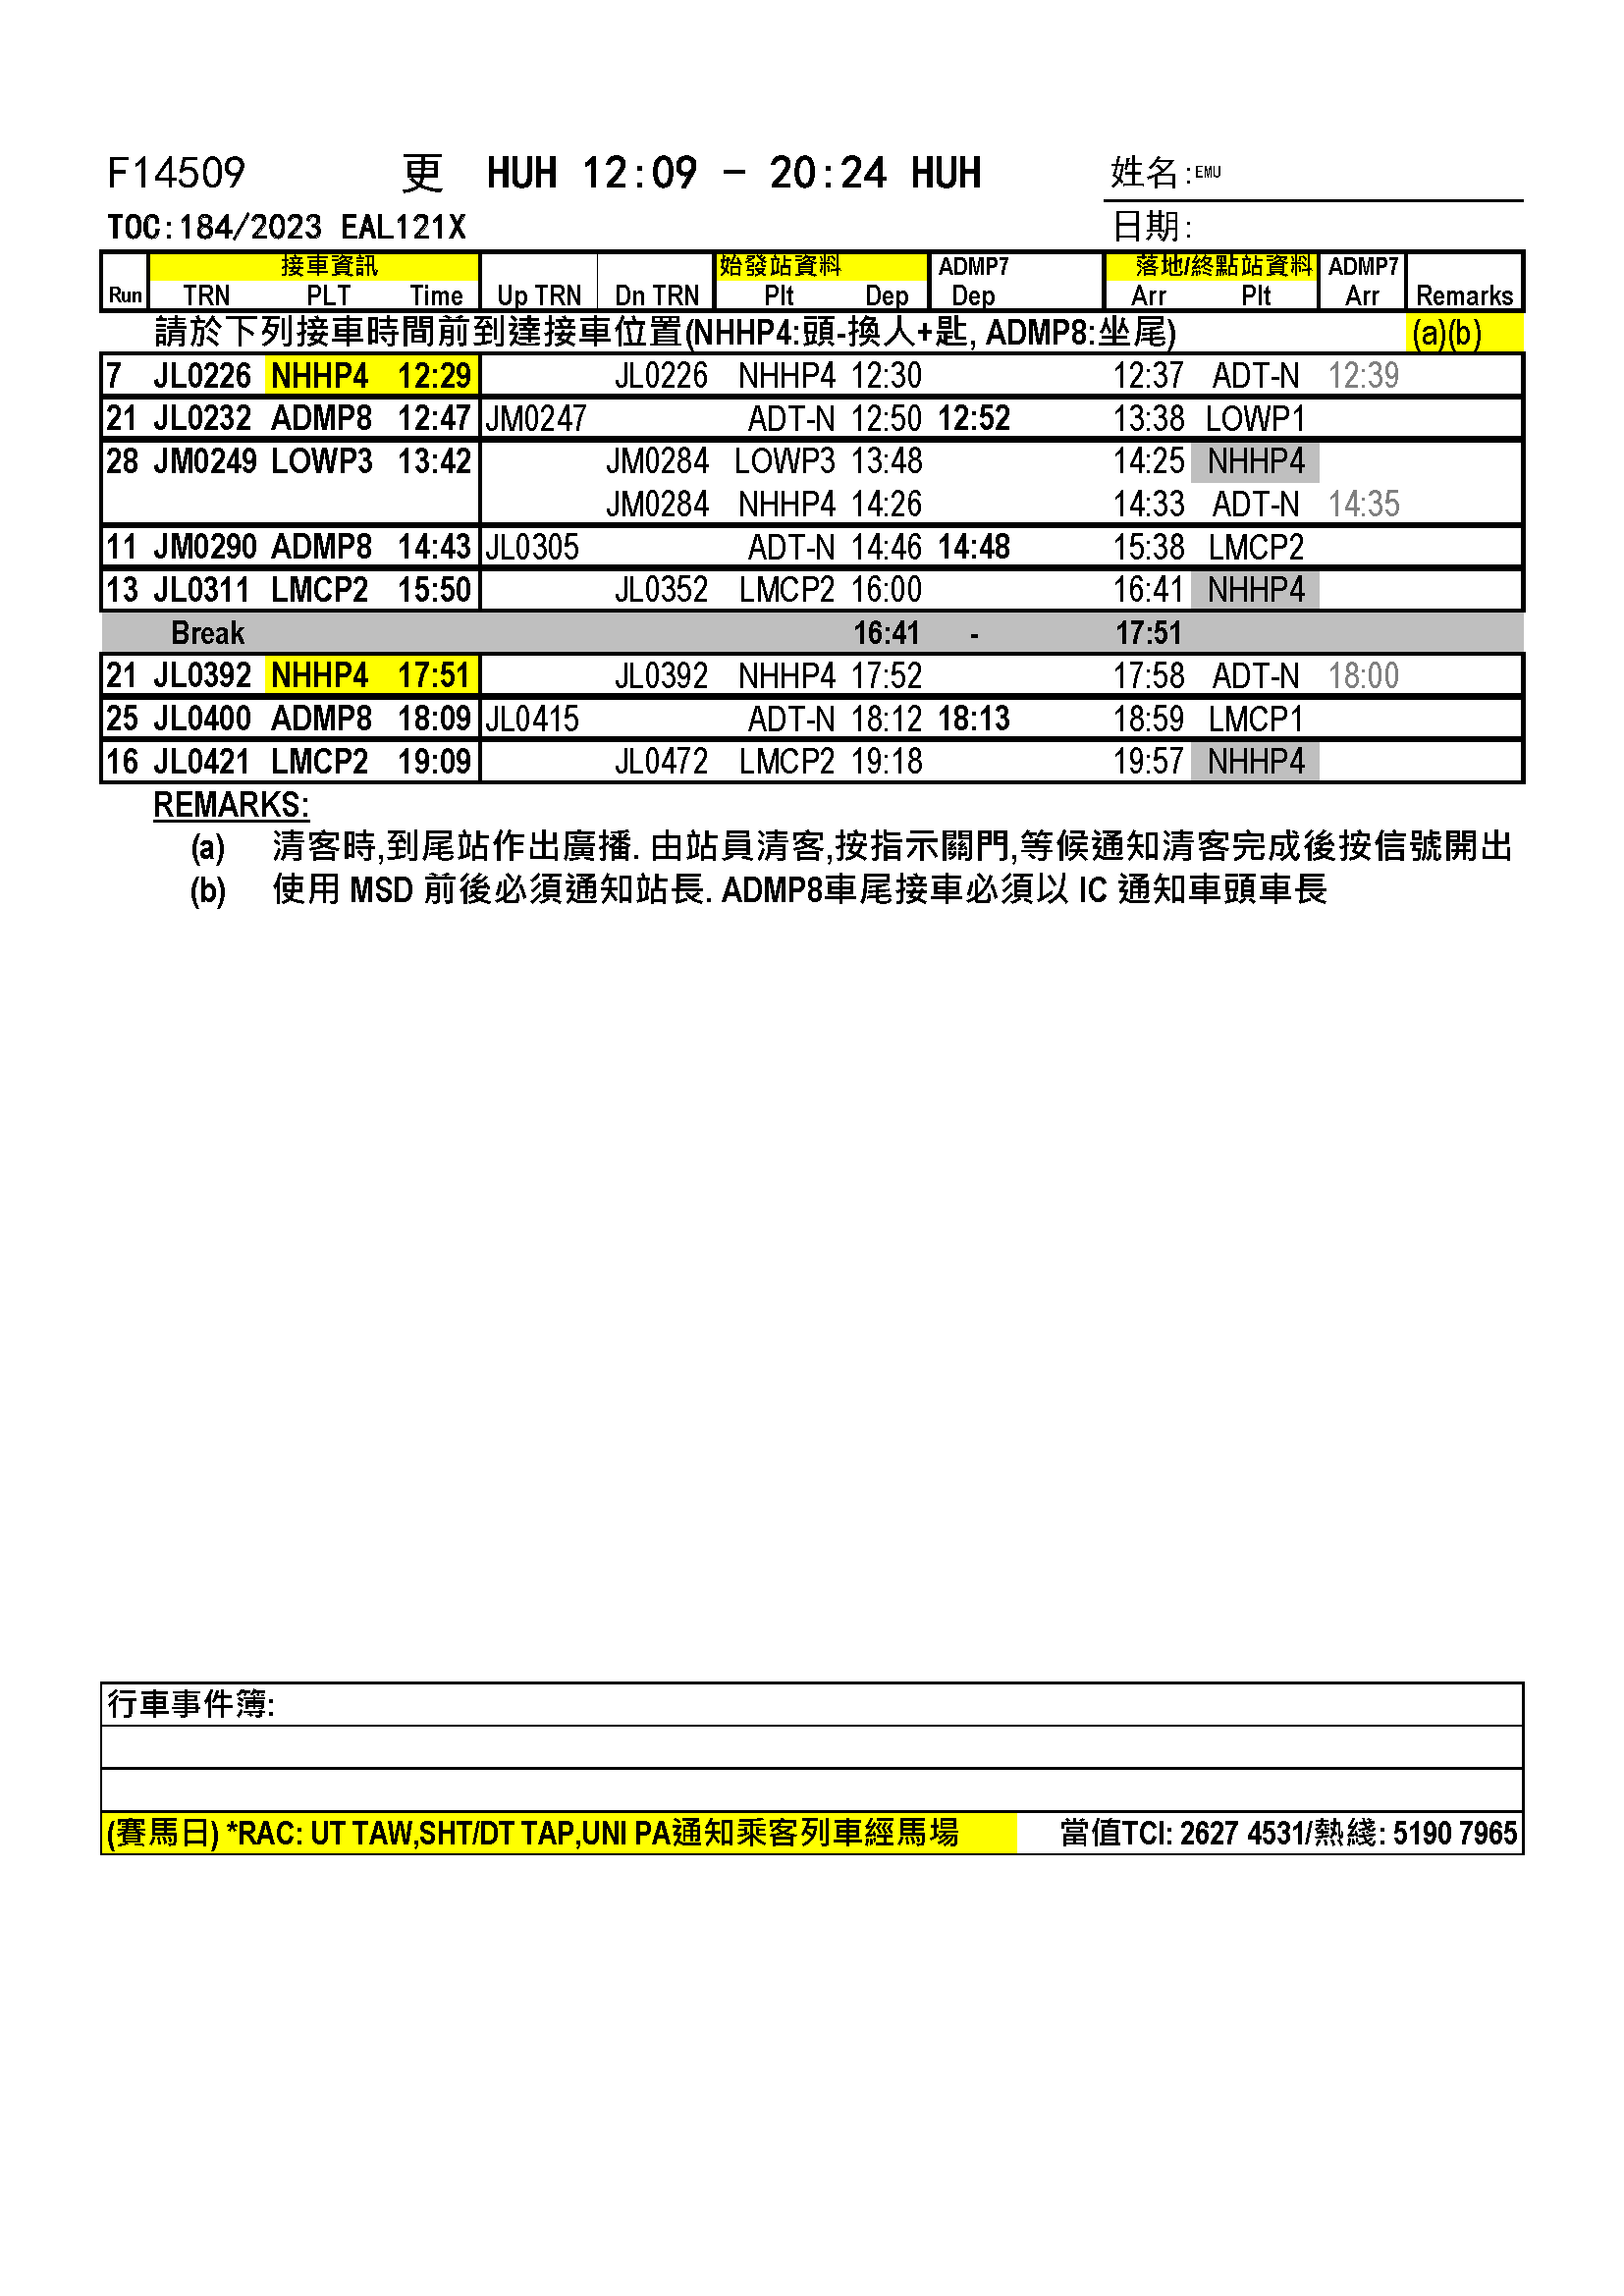 F14509 更 HUH 12:09 - 20:24 HUH 姓名:EMU
TOC:184/2023 EAL121X 日期:
接車資訊 始發站資料 ADMP7 落地/終點站資料 ADMP7
Run TRN PLT Time Up TRN Dn TRN Plt Dep Dep Arr Plt Arr Remarks
請於下列接車時間前到達接車位置(NHHP4:頭-換人+匙, ADMP8:坐尾) (a)(b)
7 JL0226 NHHP4 12:29 JL0226 NHHP4 12:30 12:37 ADT-N 12:39
21 JL0232 ADMP8 12:47 JM0247 ADT-N 12:50 12:52 13:38 LOWP1
28 JM0249 LOWP3 13:42 JM0284 LOWP3 13:48 14:25 NHHP4
JM0284 NHHP4 14:26 14:33 ADT-N 14:35
11 JM0290 ADMP8 14:43 JL0305 ADT-N 14:46 14:48 15:38 LMCP2
13 JL0311 LMCP2 15:50 JL0352 LMCP2 16:00 16:41 NHHP4
Break 16:41 - 17:51
21 JL0392 NHHP4 17:51 JL0392 NHHP4 17:52 17:58 ADT-N 18:00
25 JL0400 ADMP8 18:09 JL0415 ADT-N 18:12 18:13 18:59 LMCP1
16 JL0421 LMCP2 19:09 JL0472 LMCP2 19:18 19:57 NHHP4
REMARKS:
(a) 清客時,到尾站作出廣播. 由站員清客,按指示關門,等候通知清客完成後按信號開出
(b) 使用 MSD 前後必須通知站長. ADMP8車尾接車必須以 IC 通知車頭車長
行車事件簿:
(賽馬日) *RAC: UT TAW,SHT/DT TAP,UNI PA通知乘客列車經馬場 當值TCI: 2627 4531/熱綫: 5190 7965